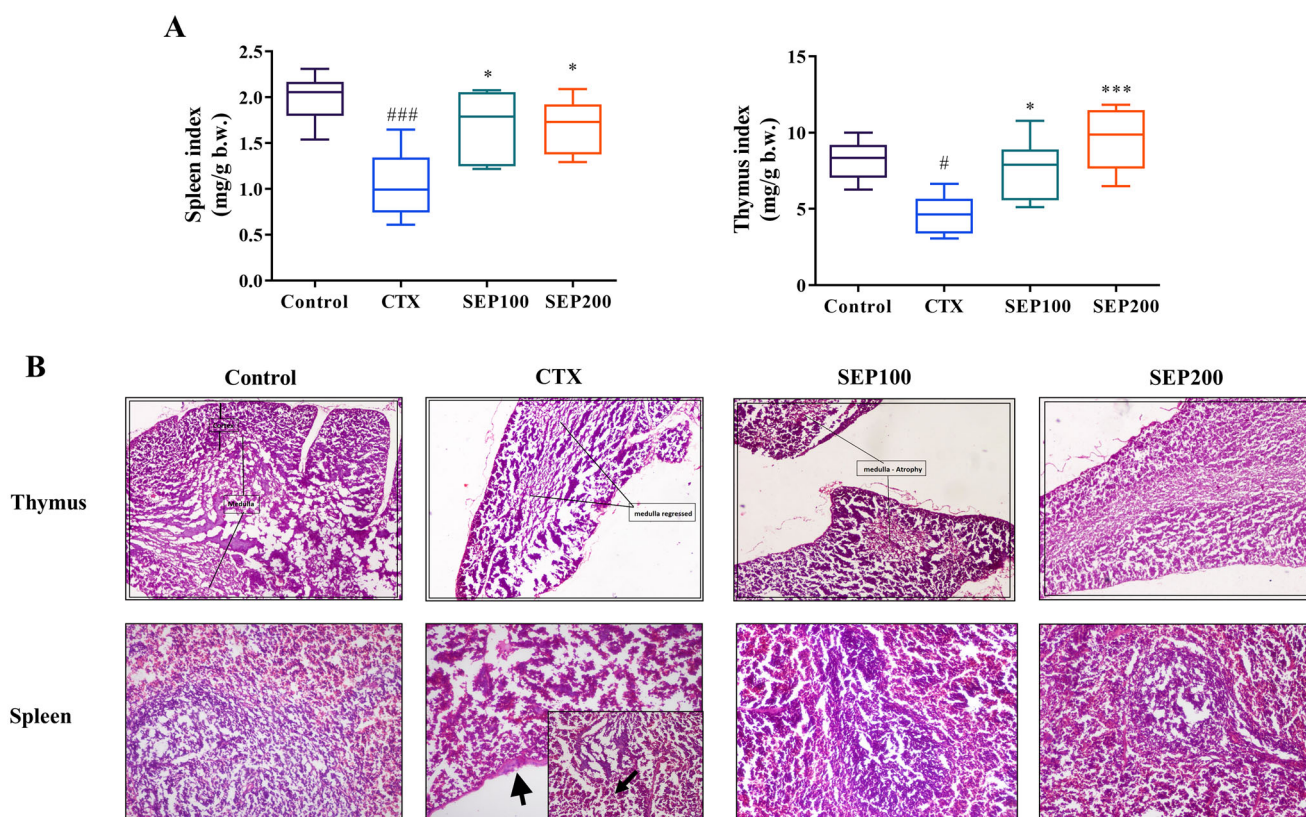 A
Spleen index
(mg/g b.w.)
2.5
2.0
1.5
1.0
0.5
0.0
###
*
*
Control
CTX
SEP100
SEP200
Thymus index
(mg/g b.w.)
15
10
5
0
#
*
***
Control
CTX
SEP100
SEP200
B
Control
CTX
SEP100
SEP200
Thymus
Medulla
medulla regressed
medulla - Atrophy
Spleen